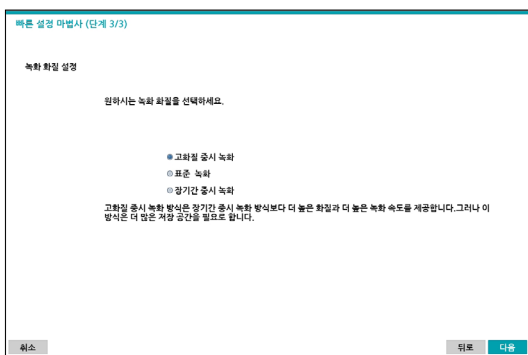 빠른 설정 마법사 (단계 3/3)
녹화 화질 설정
원하시는 녹화 화질을 선택하세요.
고화질 중시 녹화
표준 녹화
장기간 중시 녹화
고화질 중시 녹화 방식은 장기간 중시 녹화 방식보다 더 높은 화질과 더 높은 녹화 속도를 제공합니다.그러나 이
방식은 더 많은 저장 공간을 필요로 합니다.
취소
뒤로
다음